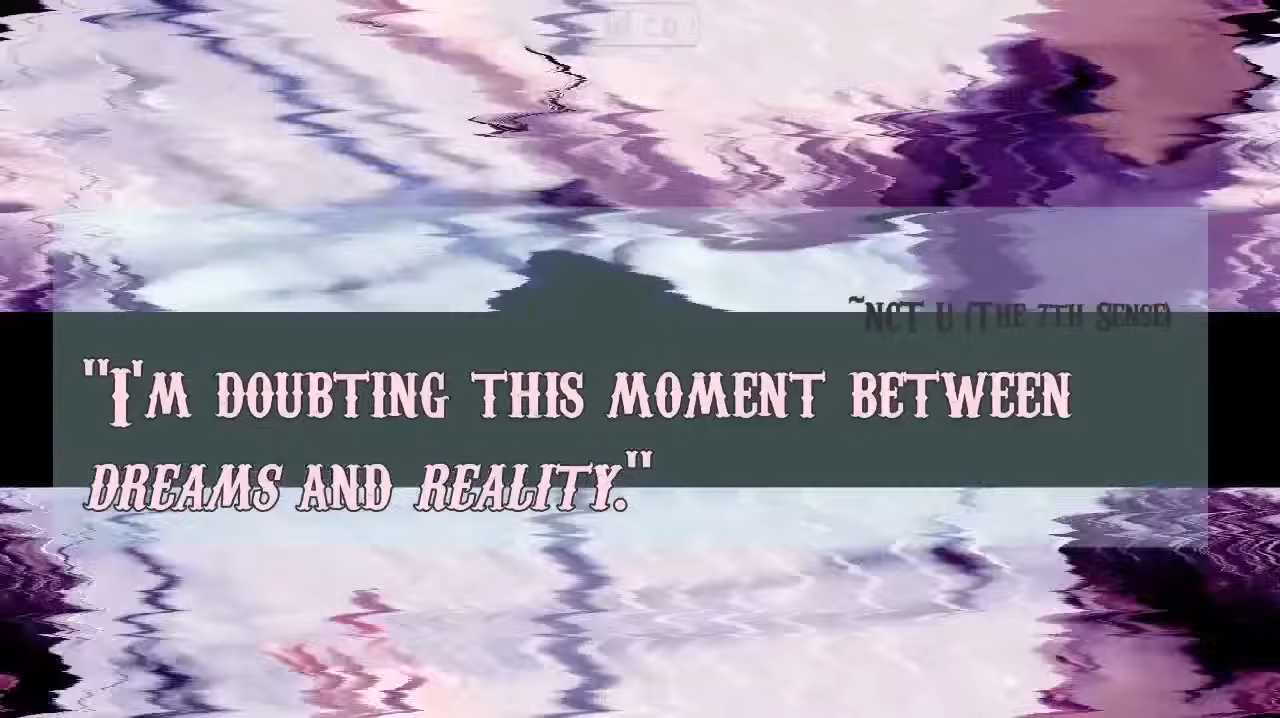 ~NCT U (The 7th Sense)
"I'm doubting this moment between
dreams and reality."